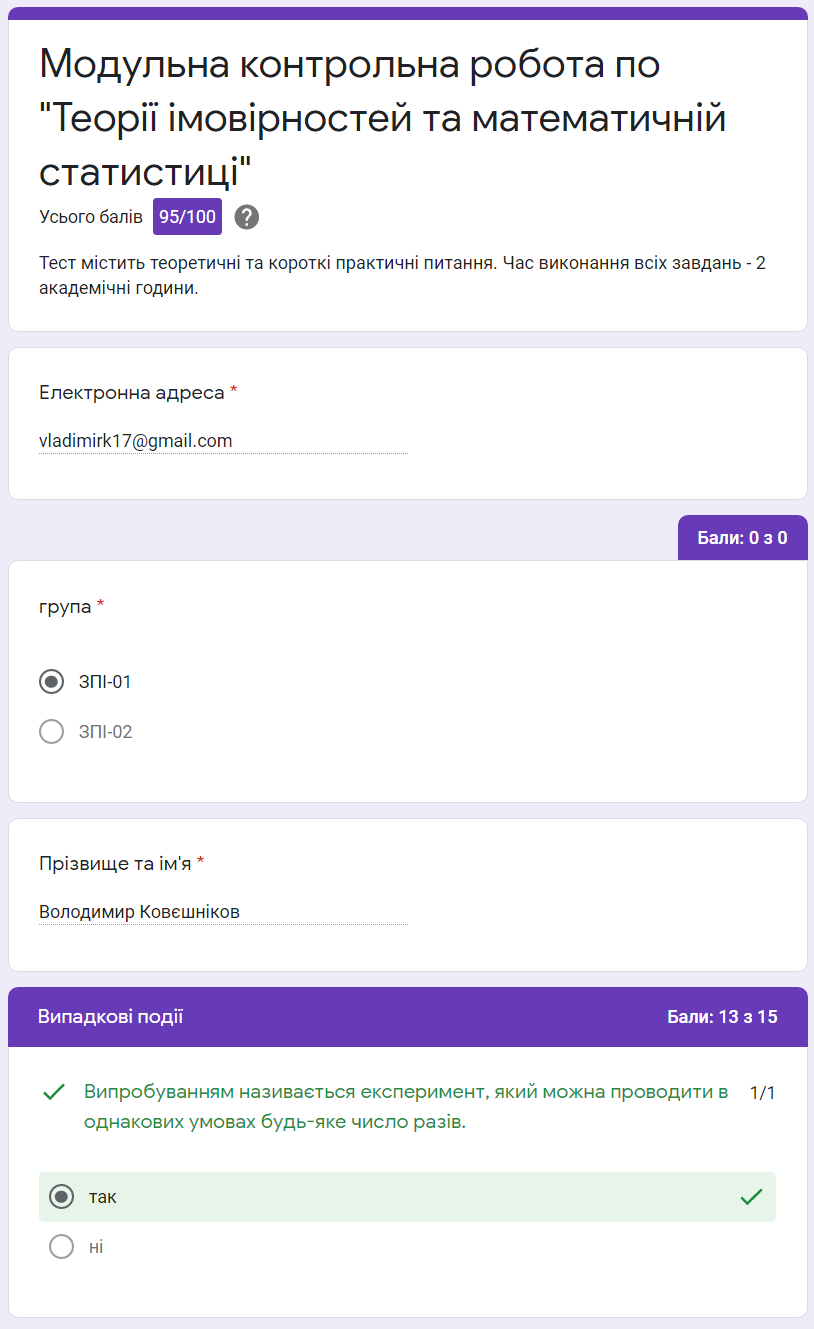 Модульна контрольна робота по
"Теорії імовірностей та математичній
статистиці"
Усього балів 95/100 ?
Тест містить теоретичні та короткі практичні питання. Час виконання всіх завдань - 2
академічні години.
Електронна адреса *
vladimirk17@gmail.com
Бали: 0 з 0
група *
ЗПІ-01
ЗПІ-02
Прізвище та ім'я *
Володимир Ковєшніков
Випадкові події Бали: 13 з 15
Випробуванням називається експеримент, який можна проводити в 1/1
однакових умовах будь-яке число разів.
так
ні